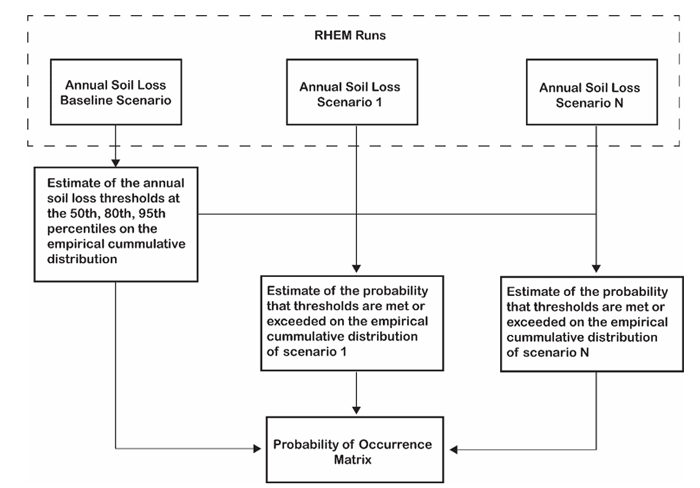 RHEM Runs
Annual Soil Loss
Baseline Scenario
Annual Soil Loss
Scenario 1
Annual Soil Loss
Scenario N
Estimate of the annual
soil loss thresholds at
the 50th, 80th, 95th
percentiles on the
empirical cummulative
distribution
Estimate of the probability
that thresholds are met or
exceeded on the empirical
cummulative distribution
of scenario 1
Estimate of the probability
that thresholds are met or
exceeded on the empirical
cummulative distribution
of scenario N
Probability of Occurrence
Matrix